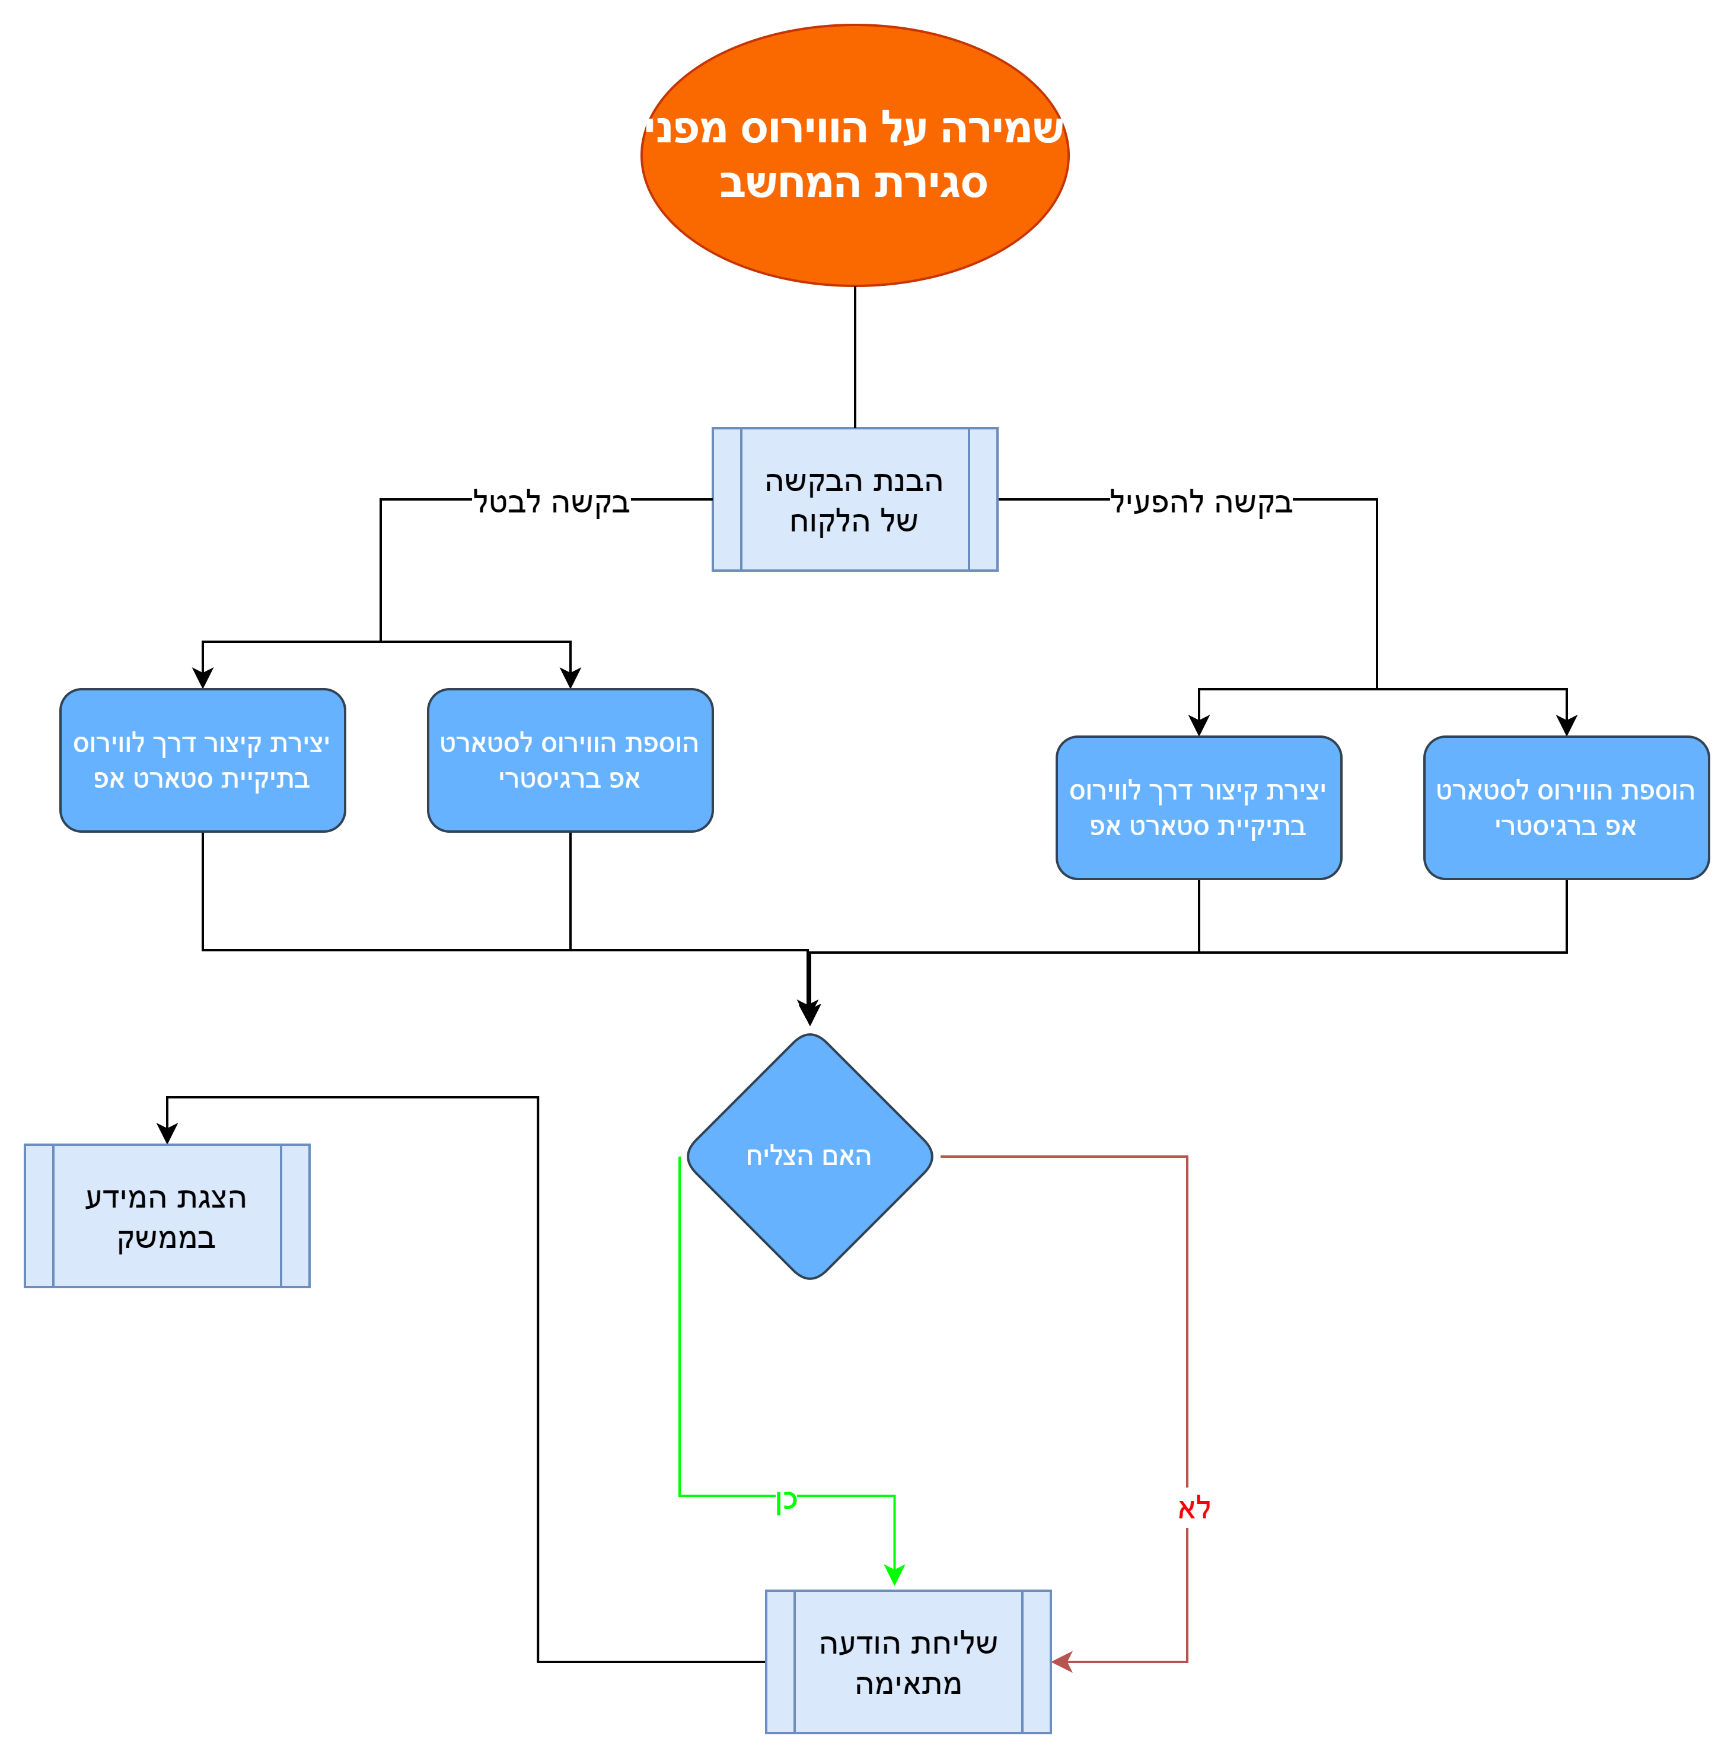 שמירה על הווירוס מפני
סגירת המחשב
הבנת הבקשה
של הלקוח
בקשה להפעיל
בקשה לבטל
הוספת הווירוס לסטארט
אפ ברגיסטרי
יצירת קיצור דרך לווירוס
בתיקיית סטארט אפ
הוספת הווירוס לסטארט
אפ ברגיסטרי
יצירת קיצור דרך לווירוס
בתיקיית סטארט אפ
האם הצליח
הצגת המידע
בממשק
כן
לא
שליחת הודעה
מתאימה